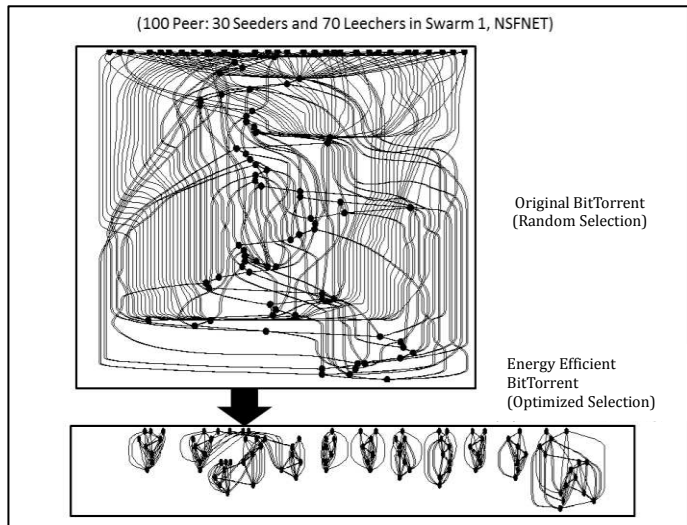 (100 Peer: 30 Seeders and 70 Leechers in Swarm 1, NSFNET)
Original BitTorrent
(Random Selection)
Energy Efficient
BitTorrent
(Optimized Selection)